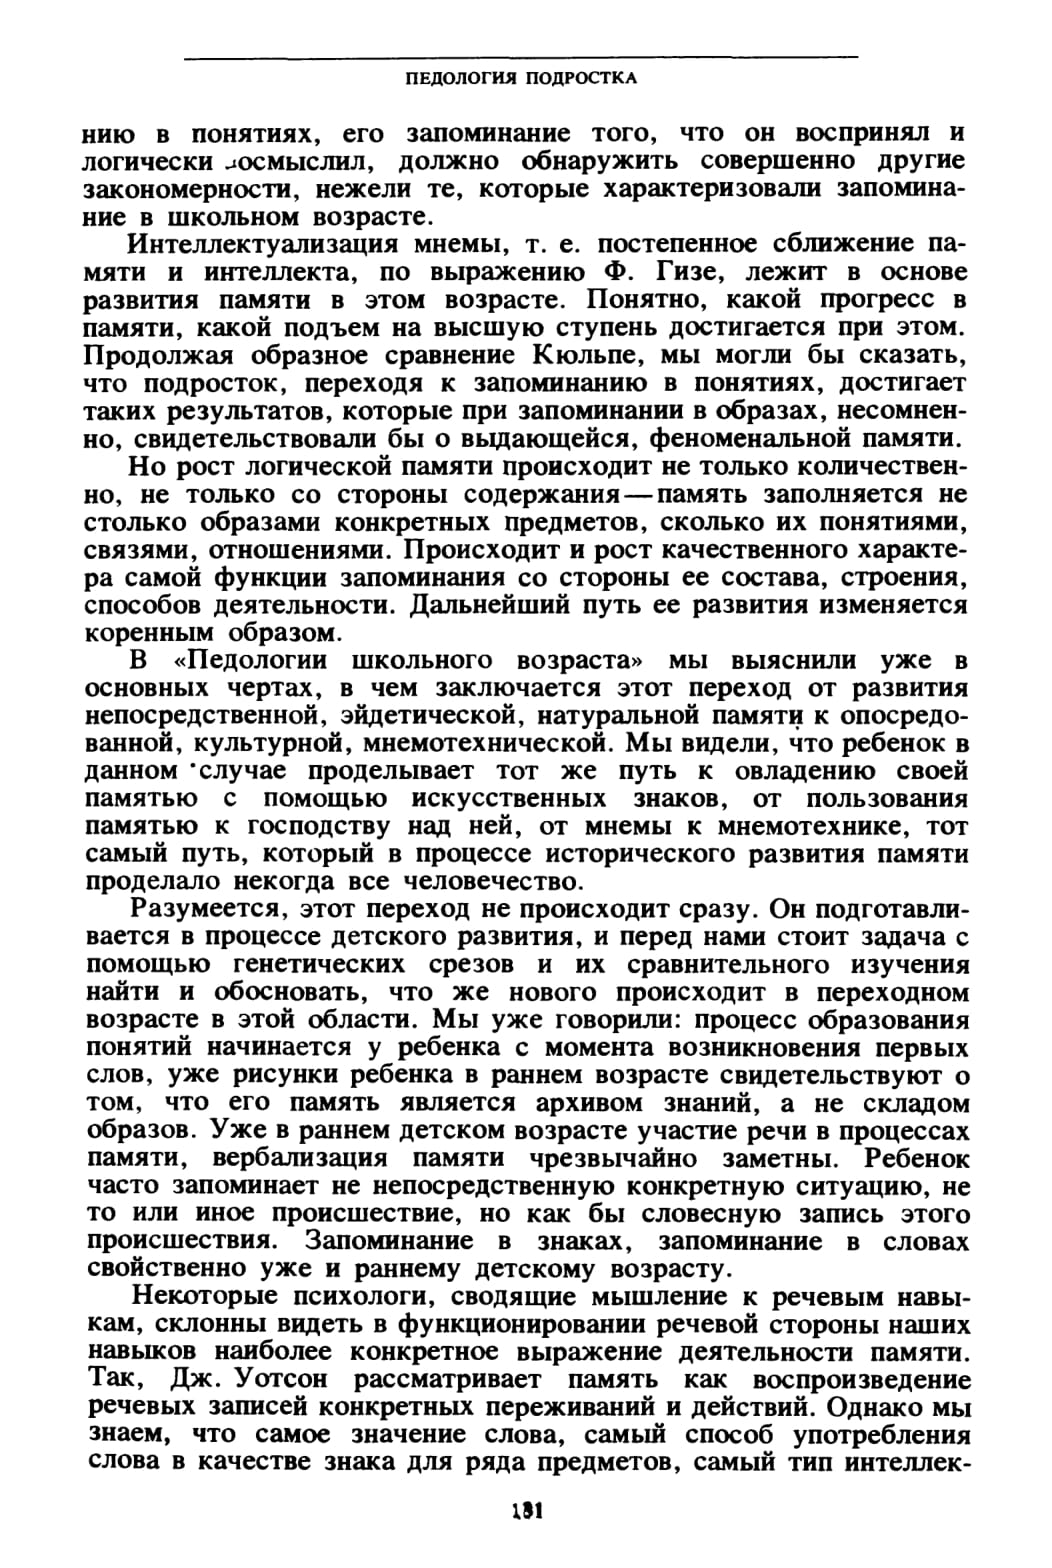 ПЕДОЛОГИЯ ПОДРОСТКА
нию в понятиях, его запоминание того, что он воспринял и
логически осмыслил, должно обнаружить совершенно другие
закономерности, нежели те, которые характеризовали запомина-
ние в школьном возрасте.
Интеллектуализация мнемы, т. е. постепенное сближение па-
мяти и интеллекта, по выражению Ф. Гизе, лежит в основе
развития памяти в этом возрасте. Понятно, какой прогресс в
памяти, какой подъем на высшую ступень достигается при этом.
Продолжая образное сравнение Кюльпе, мы могли бы сказать,
что подросток, переходя к запоминанию в понятиях, достигает
таких результатов, которые при запоминании в образах, несомнен-
но, свидетельствовали бы о выдающейся, феноменальной памяти.
Но рост логической памяти происходит не только количествен-
но, не только со стороны содержания—память заполняется не
столько образами конкретных предметов, сколько их понятиями,
связями, отношениями. Происходит и рост качественного характе-
ра самой функции запоминания со стороны ее состава, строения,
способов деятельности. Дальнейший путь ее развития изменяется
коренным образом.
В «Педологии школьного возраста» мы выяснили уже в
основных чертах, в чем заключается этот переход от развития
непосредственной, эйдетической, натуральной памяти к опосредо-
ванной, культурной, мнемотехнической. Мы видели, что ребенок в
данном случае проделывает тот же путь к овладению своей
памятью с помощью искусственных знаков, от пользования
памятью к господству над ней, от мнемы к мнемотехнике, тот
самый путь, который в процессе исторического развития памяти
проделало некогда все человечество.
Разумеется, этот переход не происходит сразу. Он подготавли-
вается в процессе детского развития, и перед нами стоит задача с
помощью генетических срезов и их сравнительного изучения
найти и обосновать, что же нового происходит в переходном
возрасте в этой области. Мы уже говорили: процесс образования
понятий начинается у ребенка с момента возникновения первых
слов, уже рисунки ребенка в раннем возрасте свидетельствуют о
том, что его память является архивом знаний, а не складом
образов. Уже в раннем детском возрасте участие речи в процессах
памяти, вербализация памяти чрезвычайно заметны. Ребенок
часто запоминает не непосредственную конкретную ситуацию, не
то или иное происшествие, но как бы словесную запись этого
происшествия. Запоминание в знаках, запоминание в словах
свойственно уже и раннему детскому возрасту.
Некоторые психологи, сводящие мышление к речевым навы-
кам, склонны видеть в функционировании речевой стороны наших
навыков наиболее конкретное выражение деятельности памяти.
Так, Дж. Уотсон рассматривает память как воспроизведение
речевых записей конкретных переживаний и действий. Однако мы
знаем, что самое значение слова, самый способ употребления
слова в качестве знака для ряда предметов, самый тип интеллек-
131